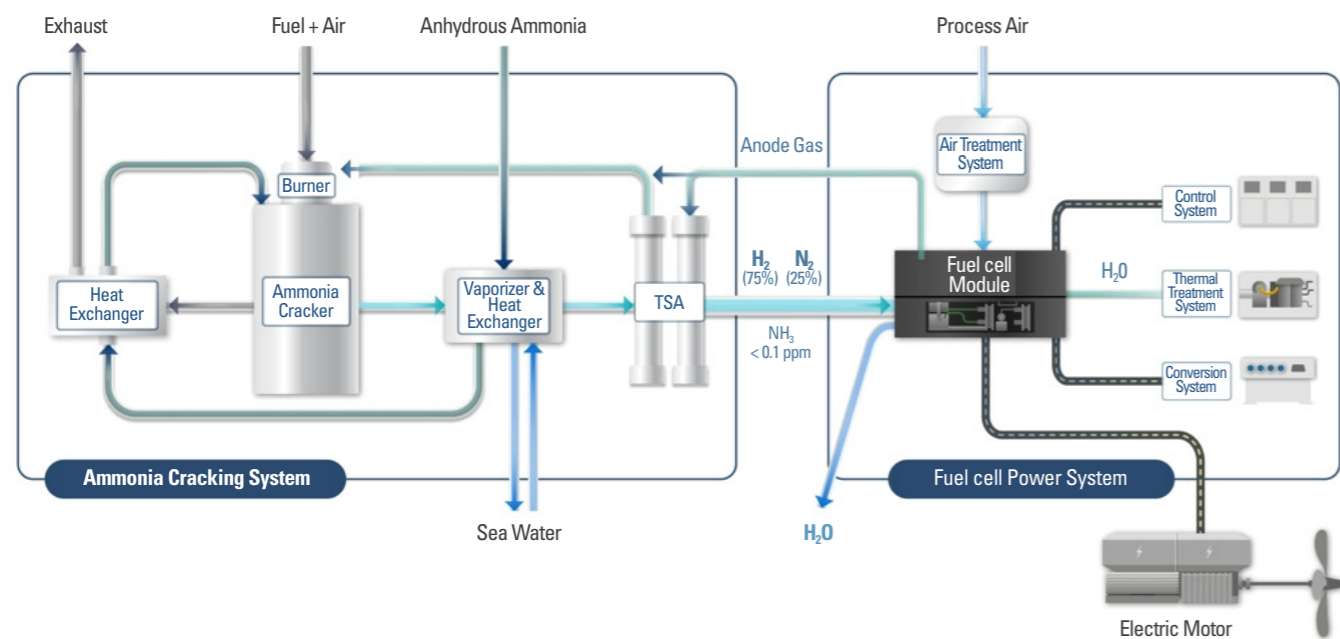 Exhaust
Fuel + Air
Anhydrous Ammonia
Process Air
Burner
Anode Gas
Air Treatment
System
Control
System
Heat
Exchanger
Ammonia
Cracker
Vaporizer &
Heat
Exchanger
TSA
H₂
(75%)
N₂
(25%)
NH₃
< 0.1 ppm
Fuel cell
Module
H₂O
Thermal
Treatment
System
Conversion
System
Ammonia Cracking System
Fuel cell Power System
Sea Water
H₂O
Electric Motor